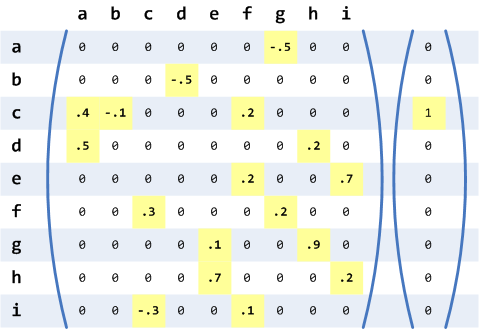 a b c d e f g h i
a 0 0 0 0 0 0 -.5 0 0 0
b 0 0 0 -.5 0 0 0 0 0 0
c .4 -.1 0 0 0 .2 0 0 0 1
d .5 0 0 0 0 0 0 .2 0 0
e 0 0 0 0 0 .2 0 0 .7 0
f 0 0 .3 0 0 0 .2 0 0 0
g 0 0 0 0 .1 0 0 .9 0 0
h 0 0 0 0 .7 0 0 0 .2 0
i 0 0 -.3 0 0 .1 0 0 0 0